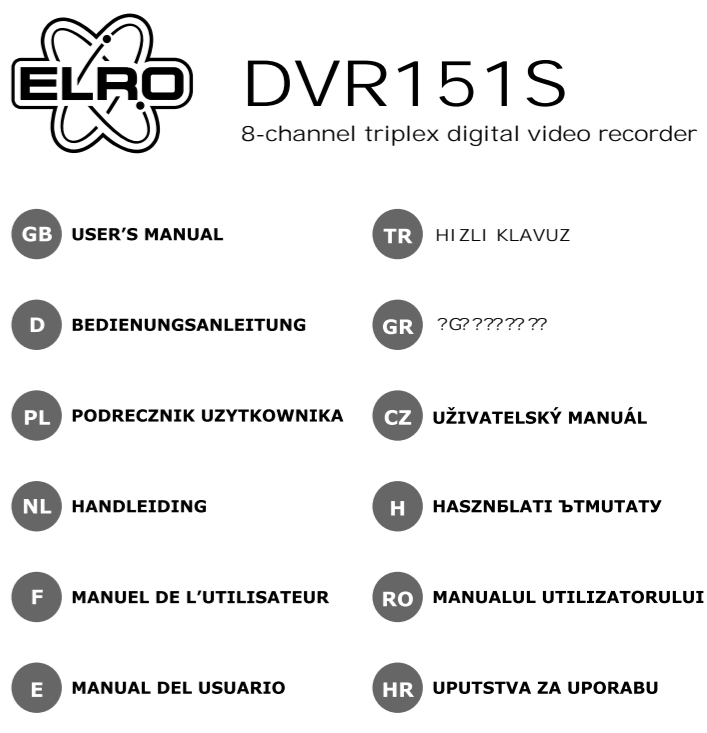 ELRO
DVR151S
8-channel triplex digital video recorder
GB USER'S MANUAL
D BEDIENUNGSANLEITUNG
PL PODRECZNIK UZYTKOWNIKA
NL HANDLEIDING
F MANUEL DE L'UTILISATEUR
E MANUAL DEL USUARIO
TR HIZLI KLAVUZ
GR ?G???????? 
CZ UŽIVATELSKÝ MANUÁL
H HASZNБLATI ЪTMUTATУ
RO MANUALUL UTILIZATORULUI
HR UPUTSTVA ZA UPORABU